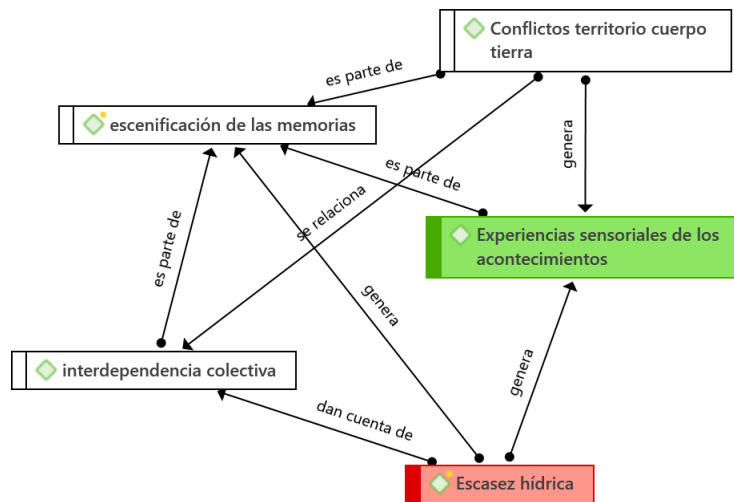 Conflictos territorio cuerpo
tierra
es parte de
escenificación de las memorias
genera
es parte de
se relaciona
Experiencias sensoriales de los
acontecimientos
es parte de
genera
interdependencia colectiva
genera
dan cuenta de
Escasez hídrica